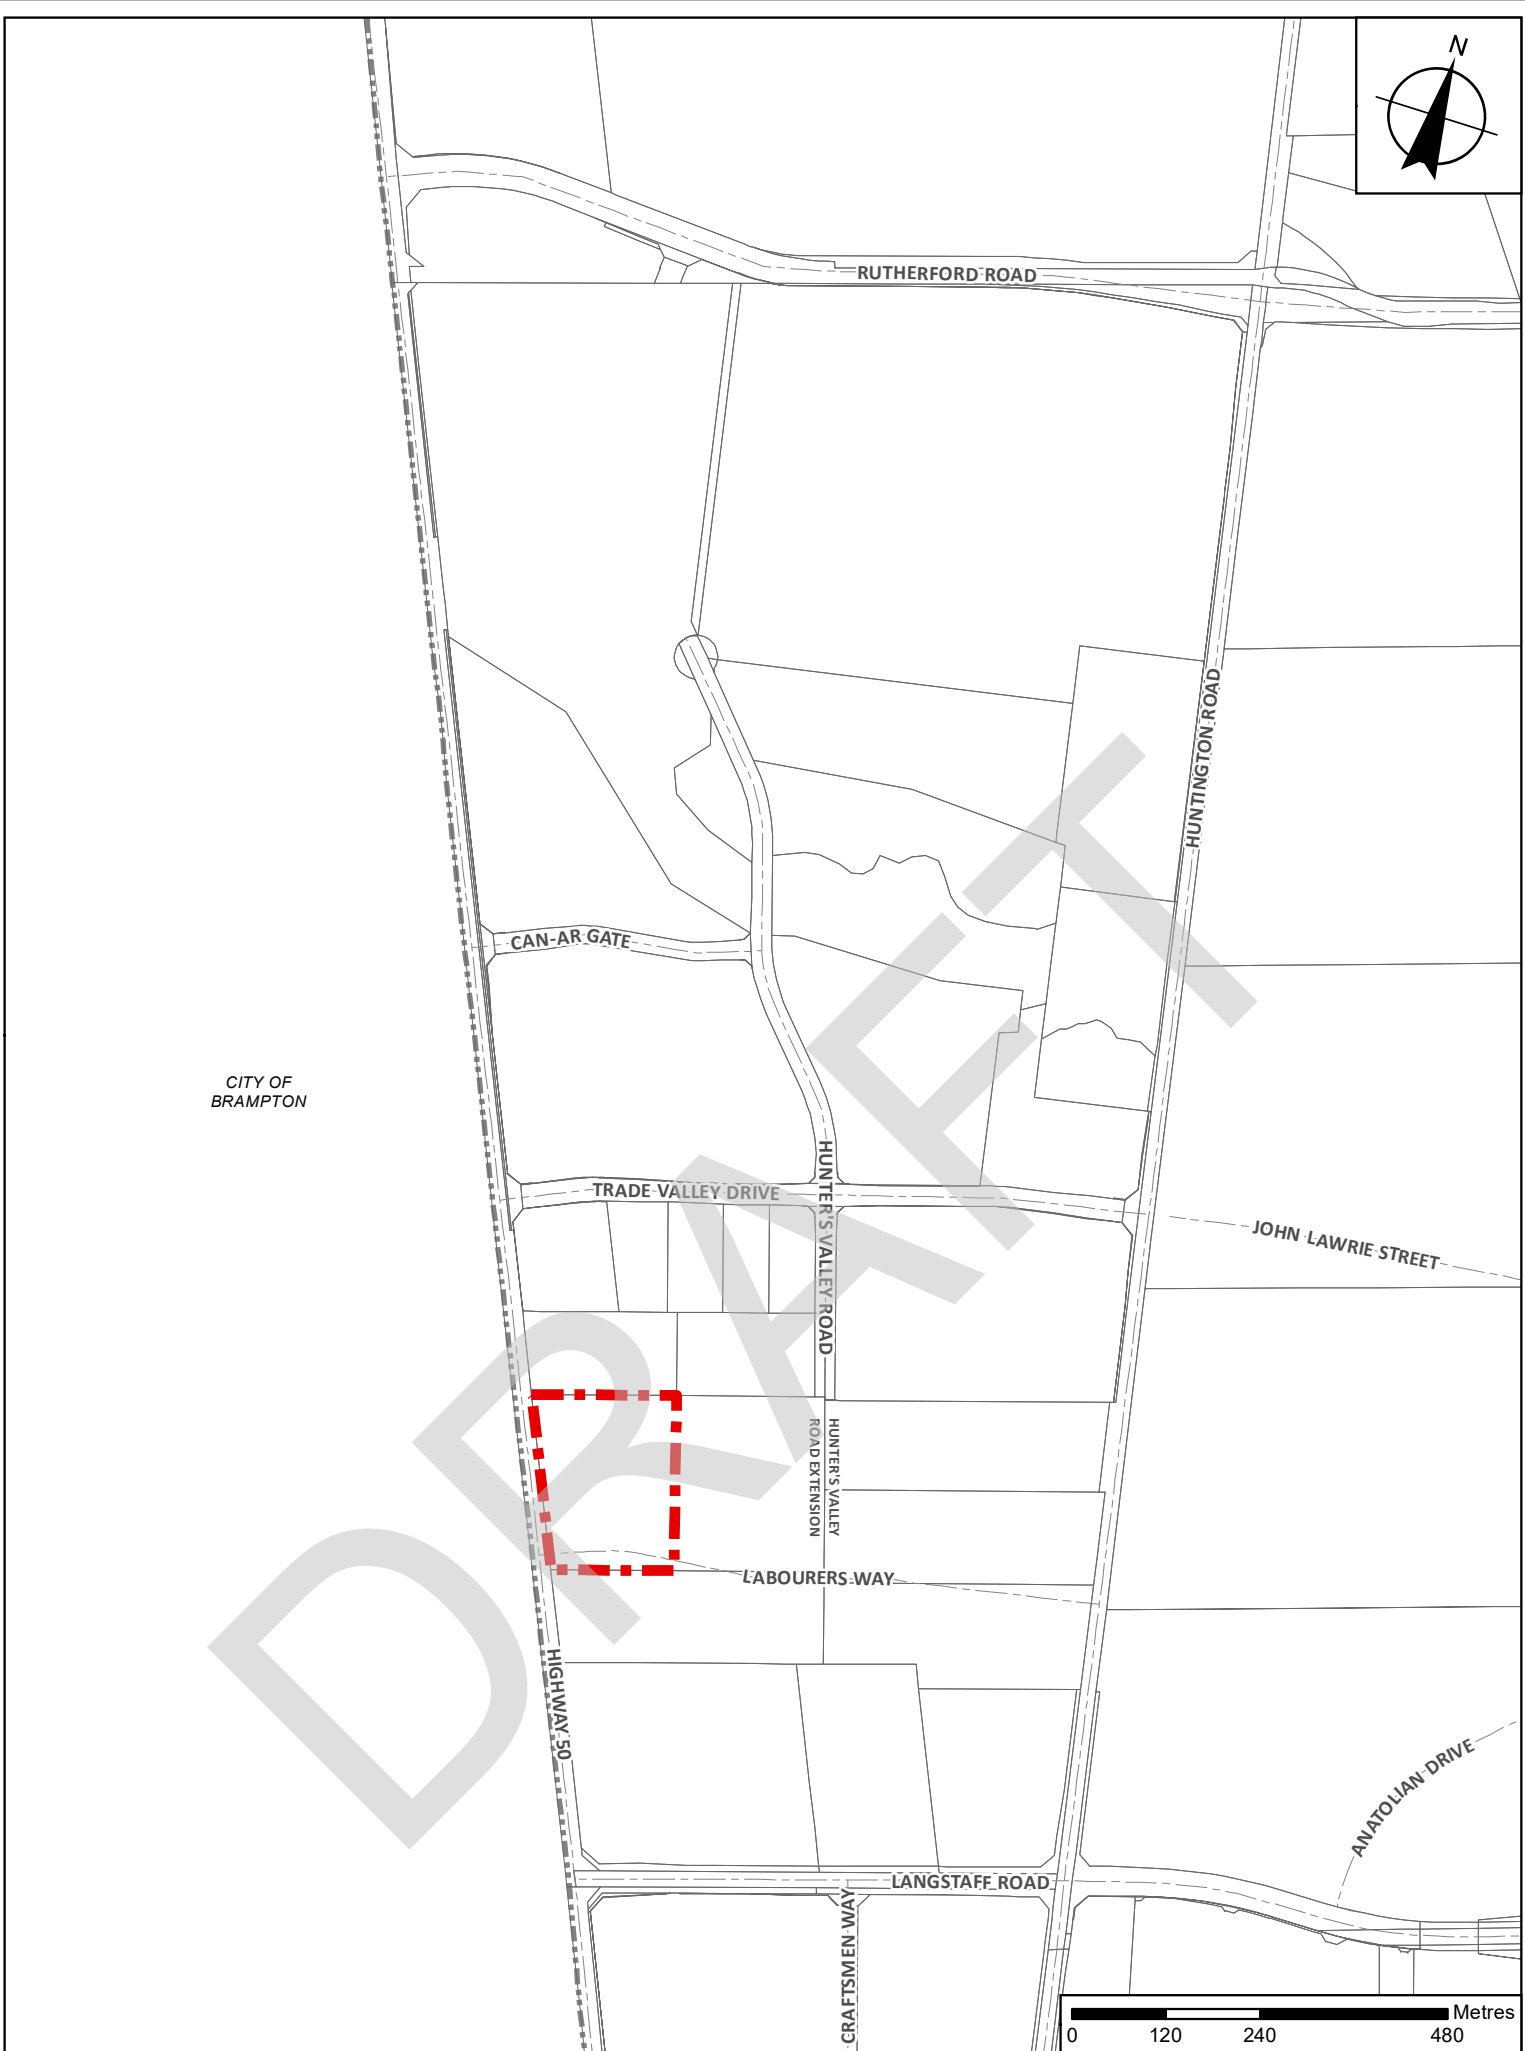 N
RUTHERFORD ROAD
HUNTINGTON ROAD
CAN-AR GATE
CITY OF
BRAMPTON
TRADE VALLEY DRIVE
HUNTER'S VALLEY ROAD
JOHN LAWRIE STREET
HUNTER'S VALLEY
ROAD EXTENSION
LABOURERS WAY
HIGHWAY 50
ANATOLIAN DRIVE
LANGSTAFF ROAD
CRAFTSMEN WAY
DRAFT
Metres
0 120 240 480